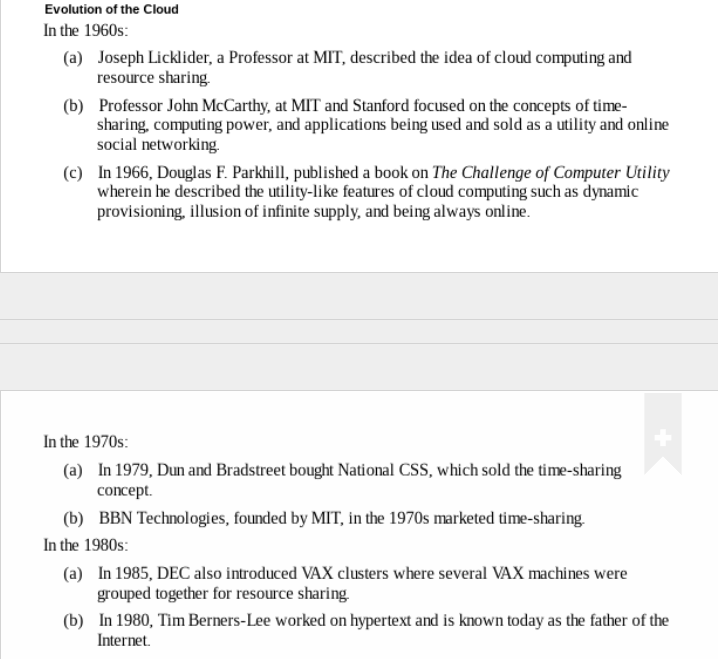 Evolution of the Cloud
In the 1960s:
(a) Joseph Licklider, a Professor at MIT, described the idea of cloud computing and
resource sharing.
(b) Professor John McCarthy, at MIT and Stanford focused on the concepts of time-
sharing, computing power, and applications being used and sold as a utility and online
social networking.
(c) In 1966, Douglas F. Parkhill, published a book on The Challenge of Computer Utility
wherein he described the utility-like features of cloud computing such as dynamic
provisioning, illusion of infinite supply, and being always online.
In the 1970s:
(a) In 1979, Dun and Bradstreet bought National CSS, which sold the time-sharing
concept.
(b) BBN Technologies, founded by MIT, in the 1970s marketed time-sharing.
In the 1980s:
(a) In 1985, DEC also introduced VAX clusters where several VAX machines were
grouped together for resource sharing.
(b) In 1980, Tim Berners-Lee worked on hypertext and is known today as the father of the
Internet.